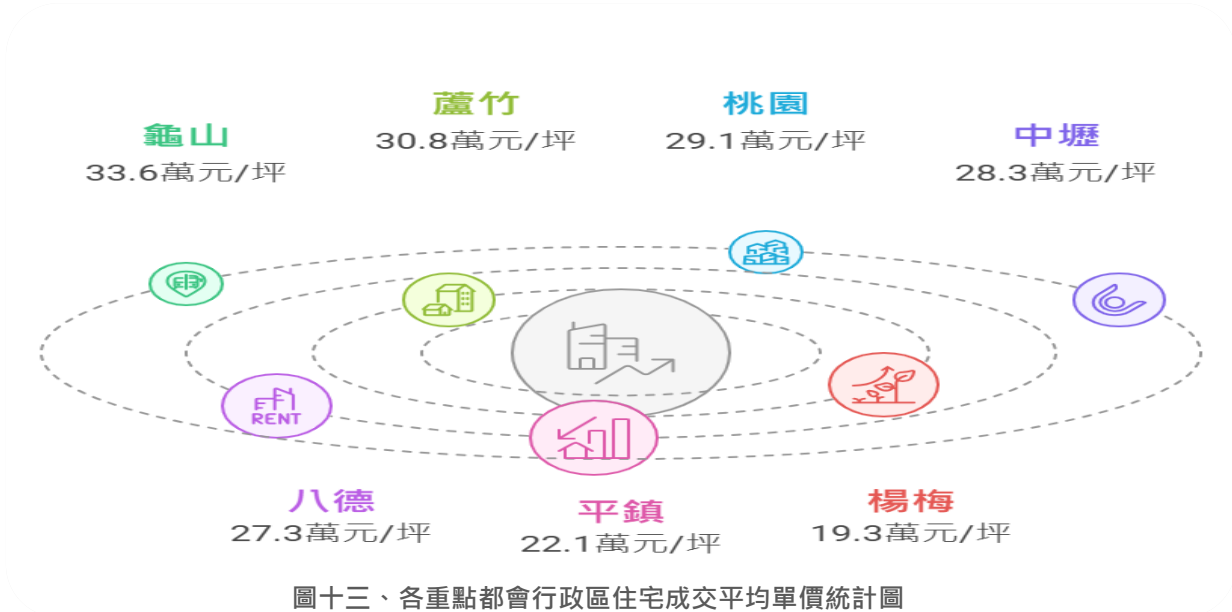 蘆竹
30.8萬元/坪
桃園
29.1萬元/坪
龜山
33.6萬元/坪
中壢
28.3萬元/坪
RENT
八德
27.3萬元/坪
平鎮
22.1萬元/坪
楊梅
19.3萬元/坪
圖十三、各重點都會行政區住宅成交平均單價統計圖